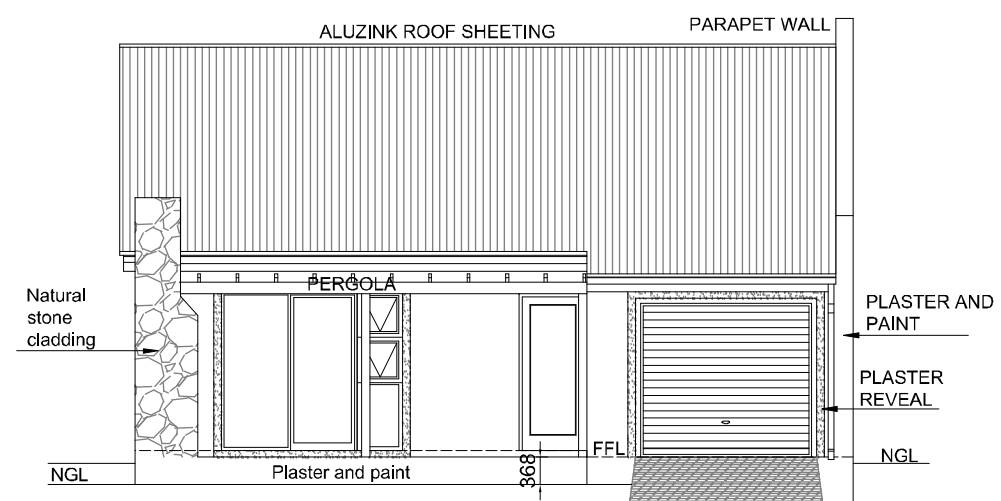 ALUZINK ROOF SHEETING
PARAPET WALL
PERGOLA
Natural
stone
cladding
PLASTER AND
PAINT
PLASTER
REVEAL
FFL
NGL
NGL
Plaster and paint
368